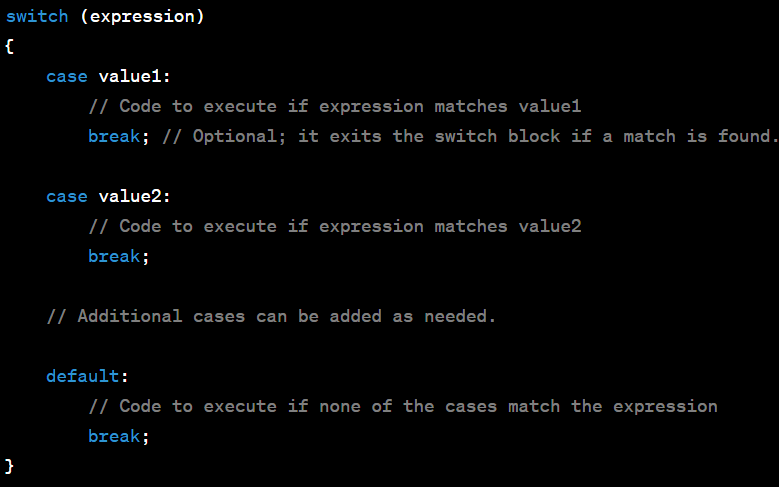 switch (expression)
{
    case value1:
        // Code to execute if expression matches value1
        break; // Optional; it exits the switch block if a match is found.
    case value2:
        // Code to execute if expression matches value2
        break;
    // Additional cases can be added as needed.
    default:
        // Code to execute if none of the cases match the expression
        break;
}